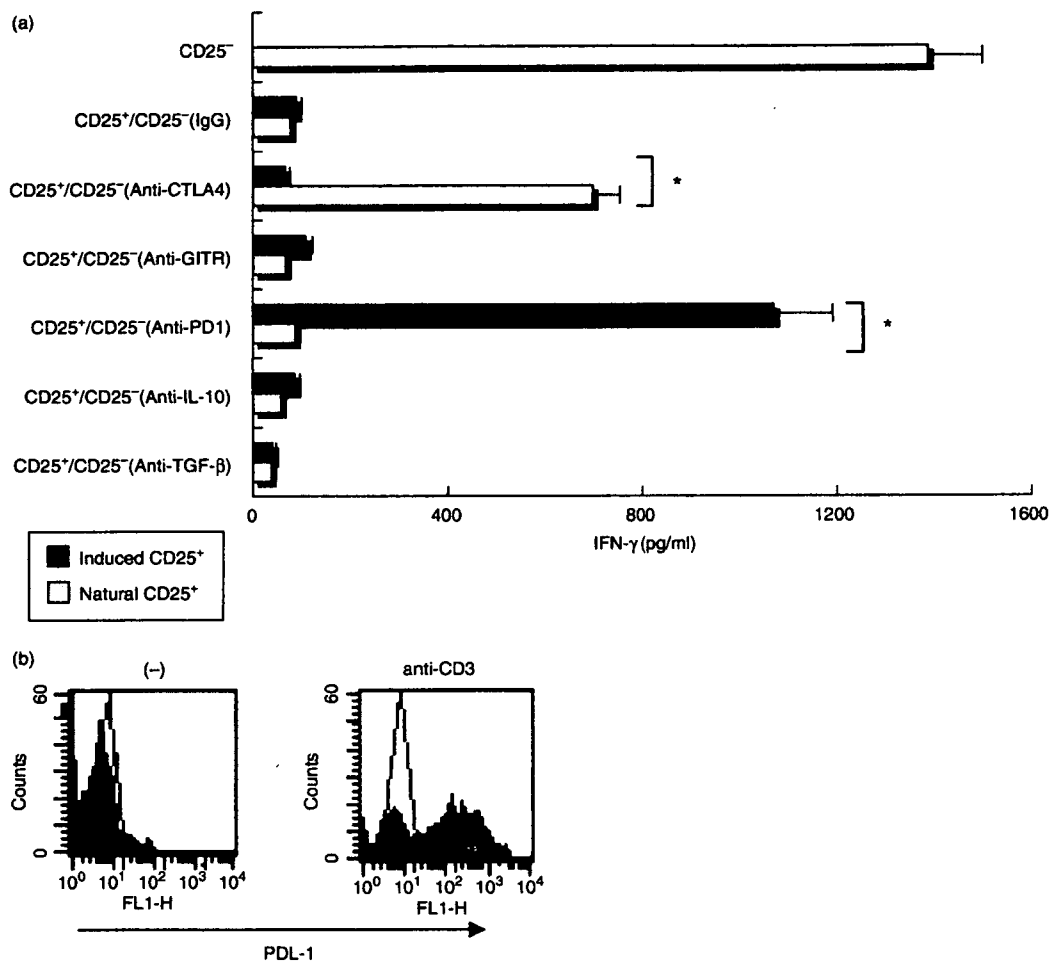 (a)
CD25⁻
CD25⁺/CD25⁻(IgG)
CD25⁺/CD25⁻(Anti-CTLA4)
*
CD25⁺/CD25⁻(Anti-GITR)
CD25⁺/CD25⁻(Anti-PD1)
*
CD25⁺/CD25⁻(Anti-IL-10)
CD25⁺/CD25⁻(Anti-TGF-β)
0 400 800 1200 1600
IFN-γ (pg/ml)
Induced CD25⁺
Natural CD25⁺
(b)
(–) anti-CD3
60 60
Counts Counts
0 0
10⁰ 10¹ 10² 10³ 10⁴ 10⁰ 10¹ 10² 10³ 10⁴
FL1-H FL1-H
PDL-1